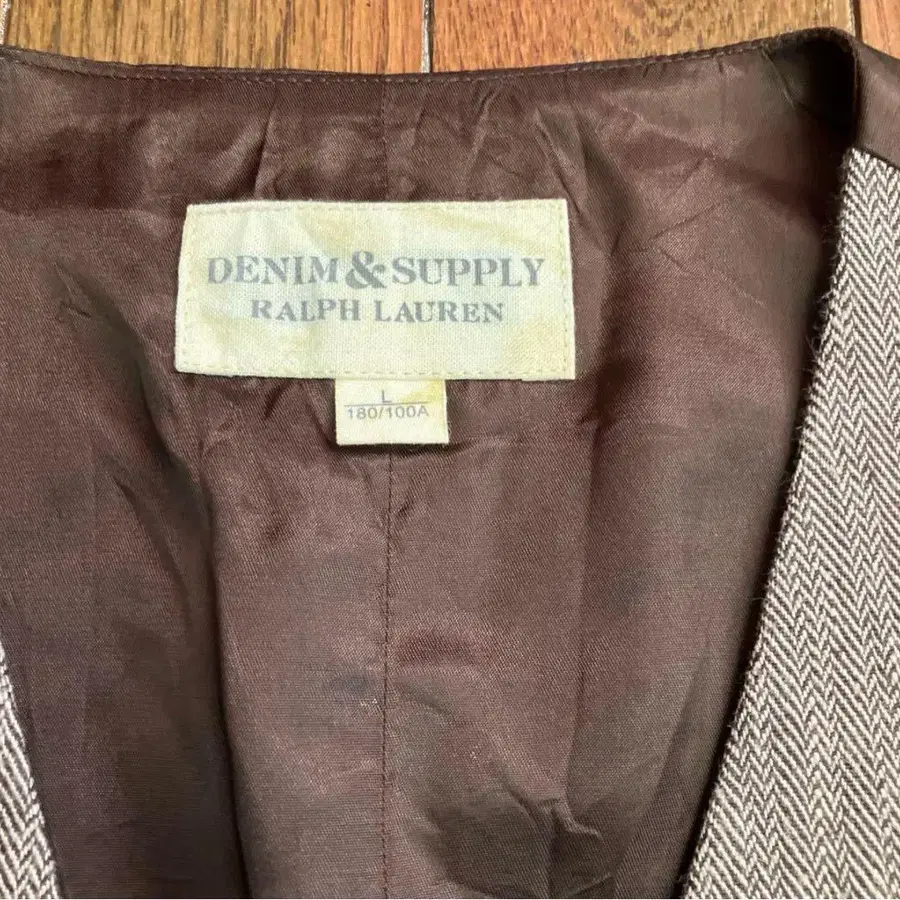 DENIM & SUPPLY
RALPH LAUREN
L
180/100A